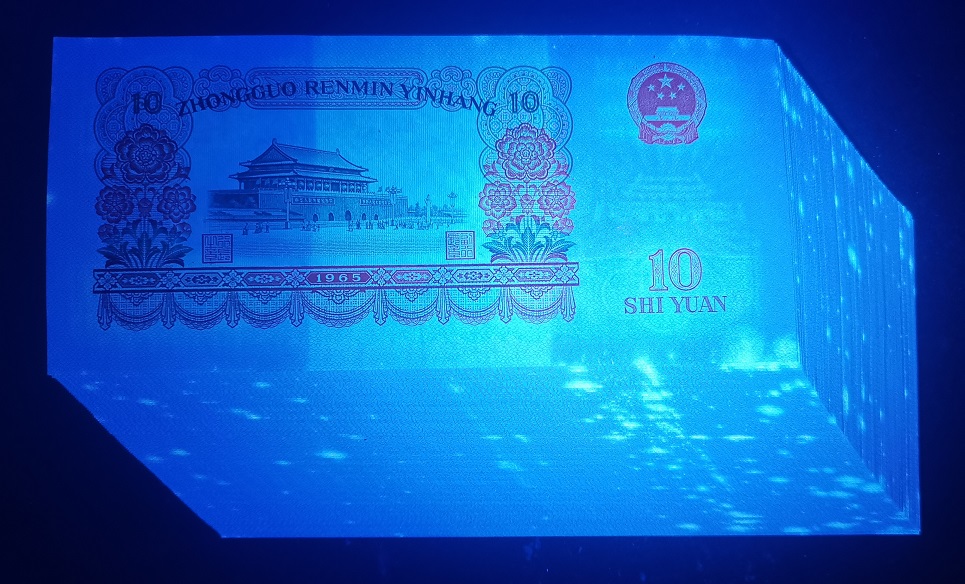 10 ZHONGGUO RENMIN YINHANG 10
1965
10
SHI YUAN